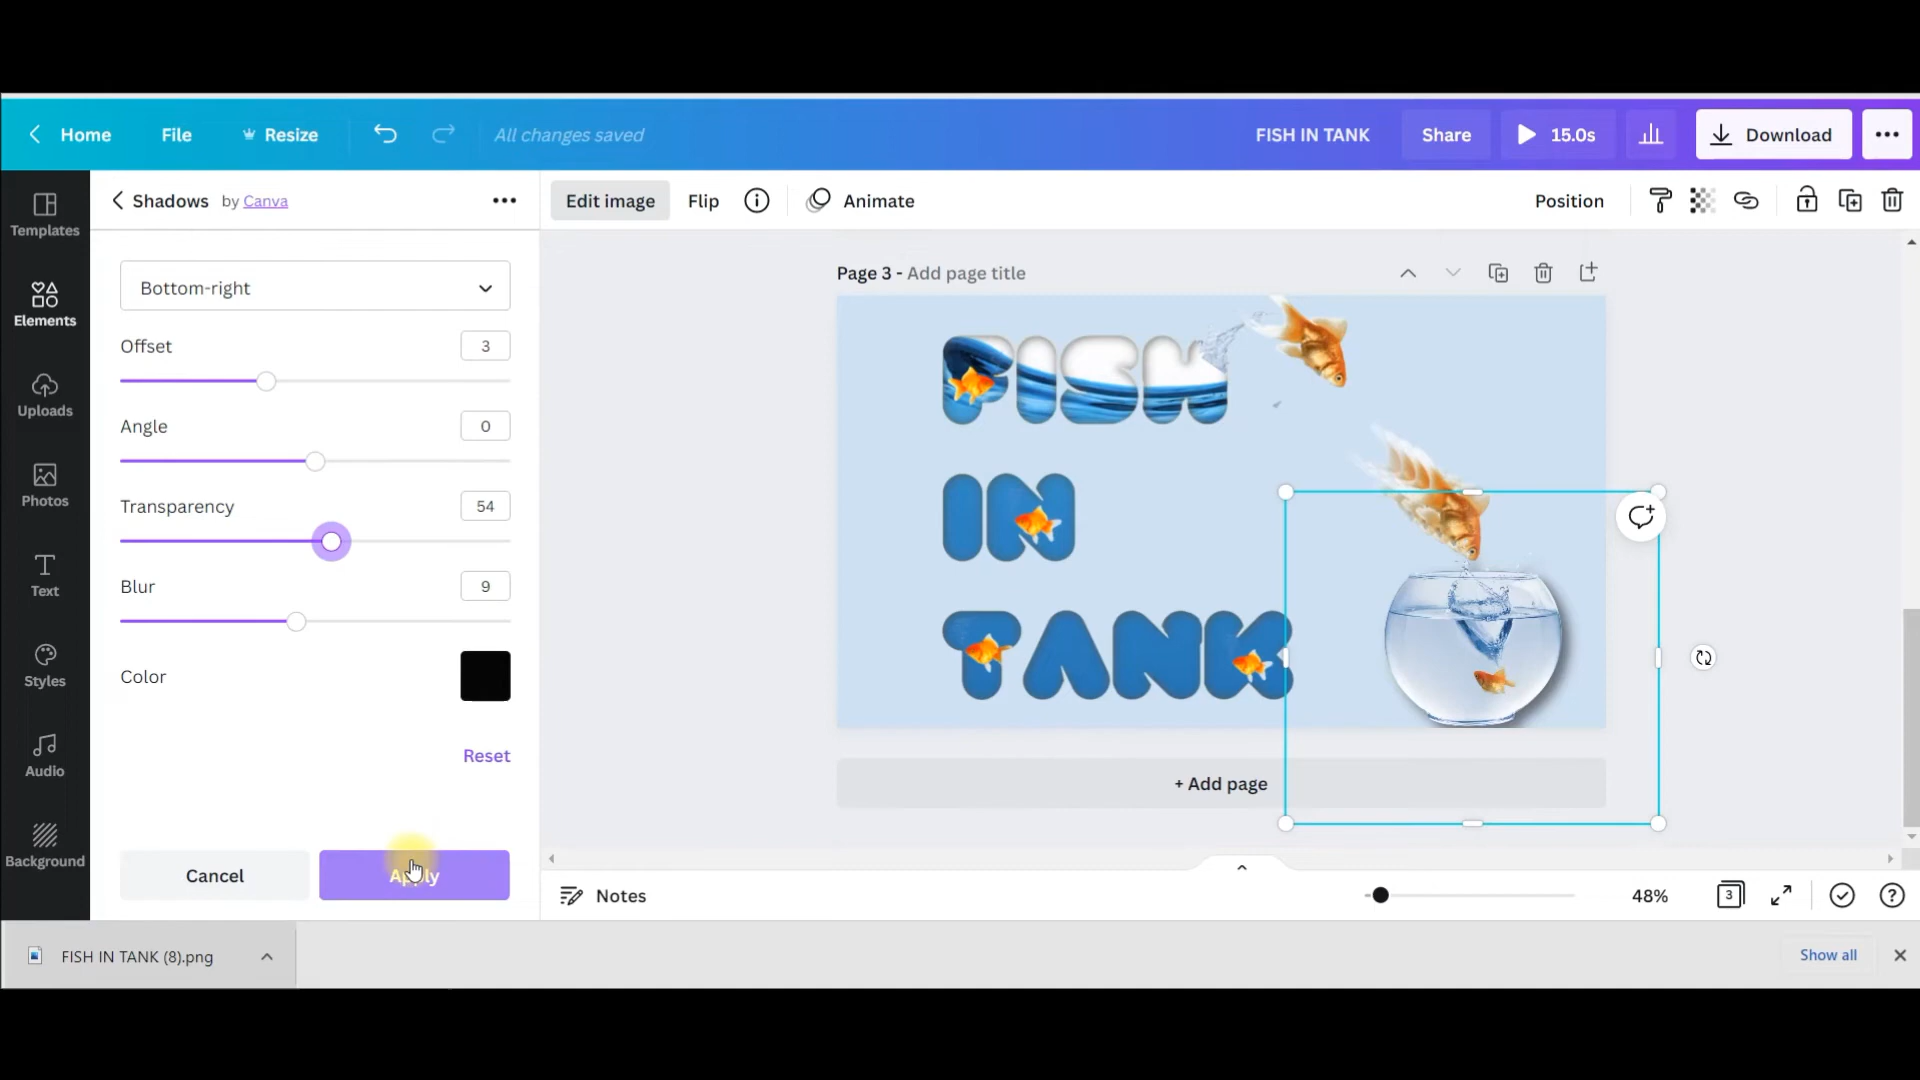 Home File Resize All changes saved FISH IN TANK Share 15.0s Download
Templates
Elements
Uploads
Photos
Text
Styles
Audio
Background
Shadows by Canva
Bottom-right
Offset 3
Angle 0
Transparency 54
Blur 9
Color
Reset
Cancel Apply
Edit image Flip Animate Position
Page 3 - Add page title
FISH
IN
TANK
+ Add page
Notes 48% 3
FISH IN TANK (8).png Show all